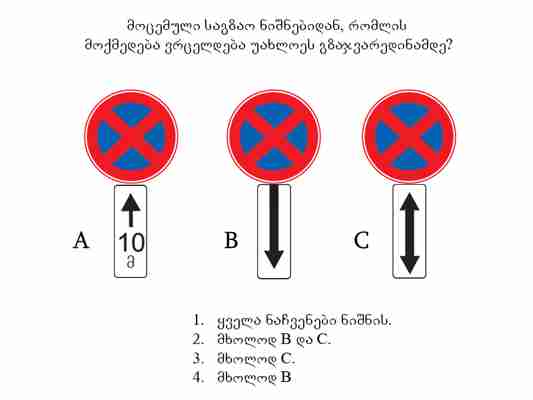 მოცემული საგზაო ნიშნებიდან, რომლის
მოქმედება ვრცელდება უახლოეს გზაჯვარედინამდე?
A
10
მ
B
C
1. ყველა ნაჩვენები ნიშნის.
2. მხოლოდ B და C.
3. მხოლოდ C.
4. მხოლოდ B